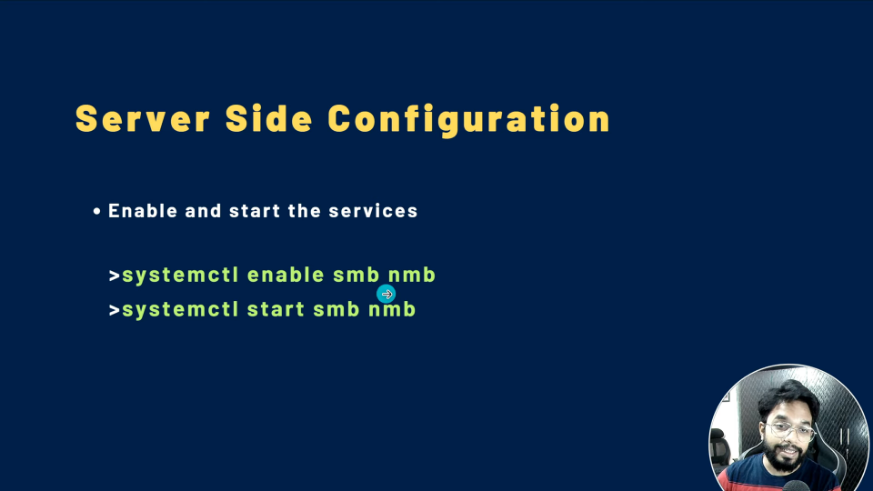 Server Side Configuration
• Enable and start the services
>systemctl enable smb nmb
>systemctl start smb nmb